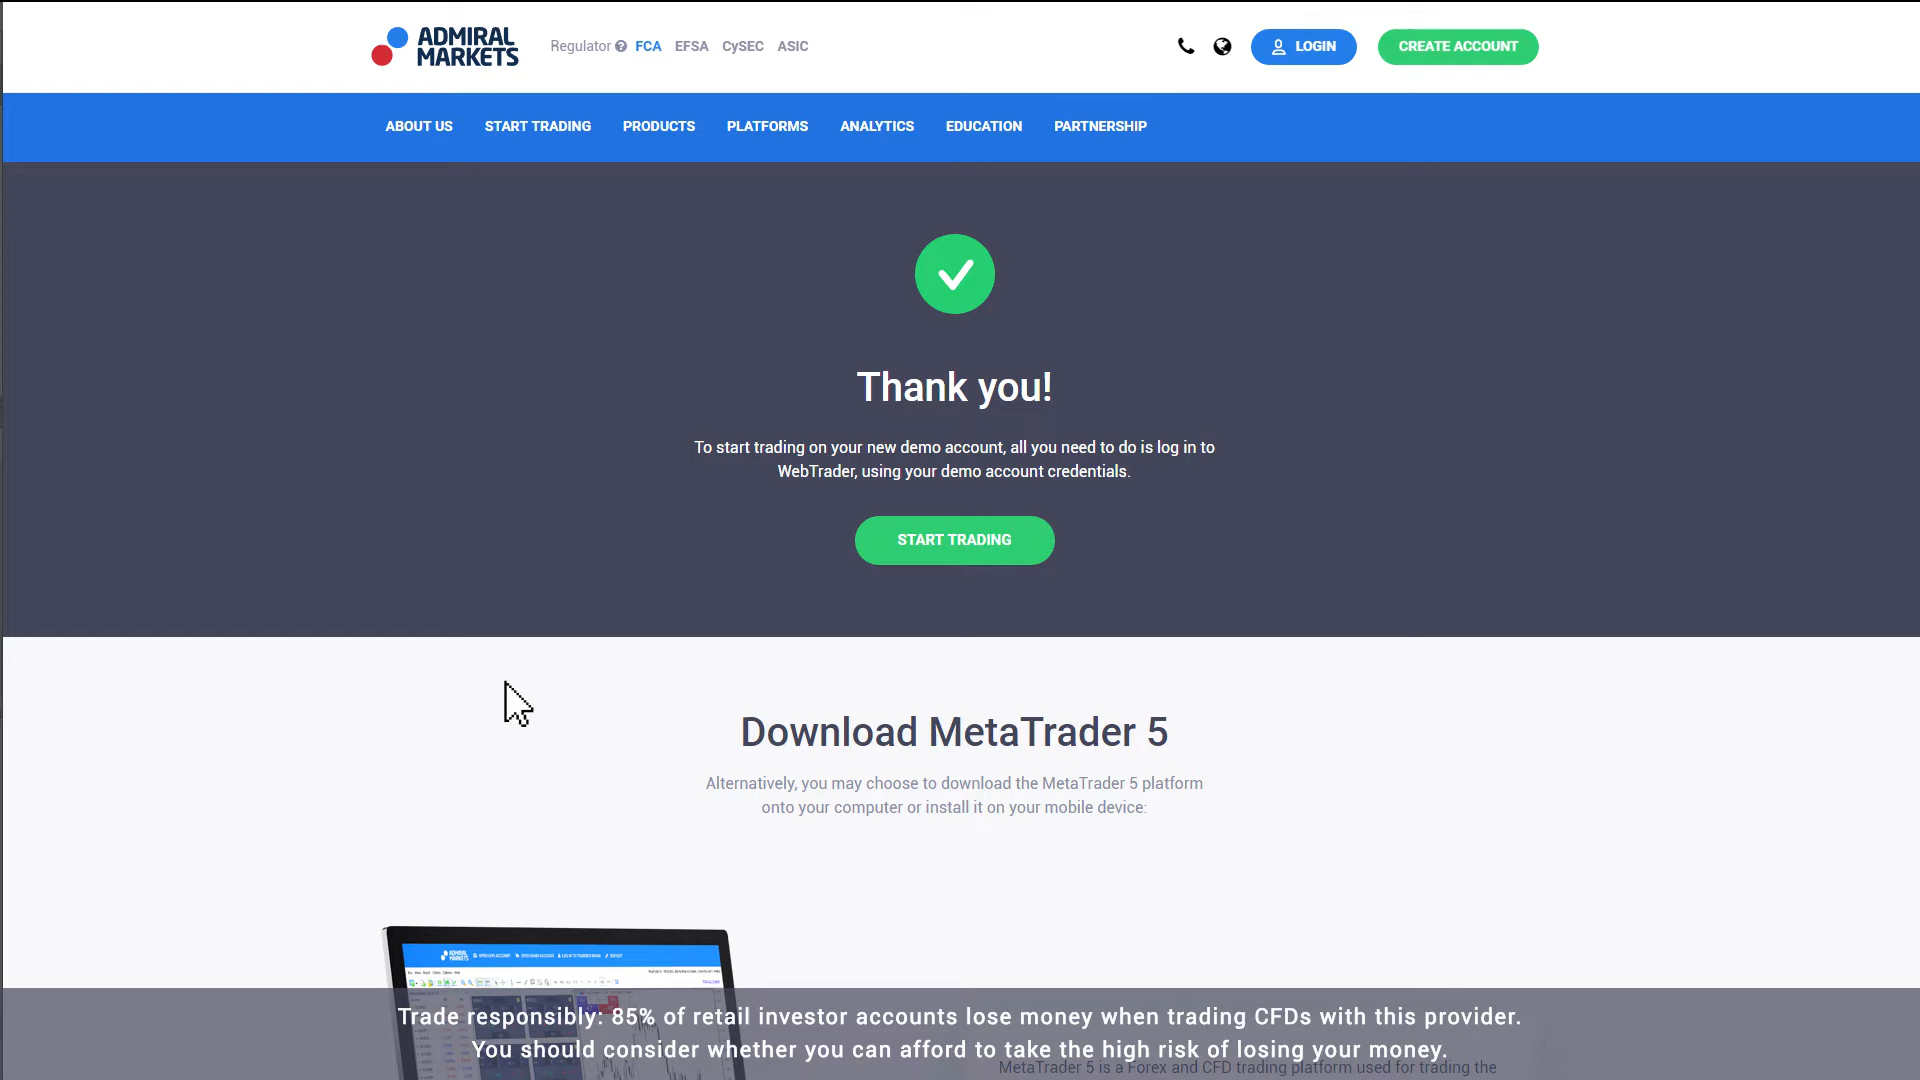 ADMIRAL
MARKETS
Regulator FCA EFSA CySEC ASIC
LOGIN
CREATE ACCOUNT
ABOUT US START TRADING PRODUCTS PLATFORMS ANALYTICS EDUCATION PARTNERSHIP
Thank you!
To start trading on your new demo account, all you need to do is log in to
WebTrader, using your demo account credentials.
START TRADING
Download MetaTrader 5
Alternatively, you may choose to download the MetaTrader 5 platform
onto your computer or install it on your mobile device:
ADMIRAL
MARKETS
Trade responsibly: 85% of retail investor accounts lose money when trading CFDs with this provider.
You should consider whether you can afford to take the high risk of losing your money.
MetaTrader 5 is a Forex and CFD trading platform used for trading the